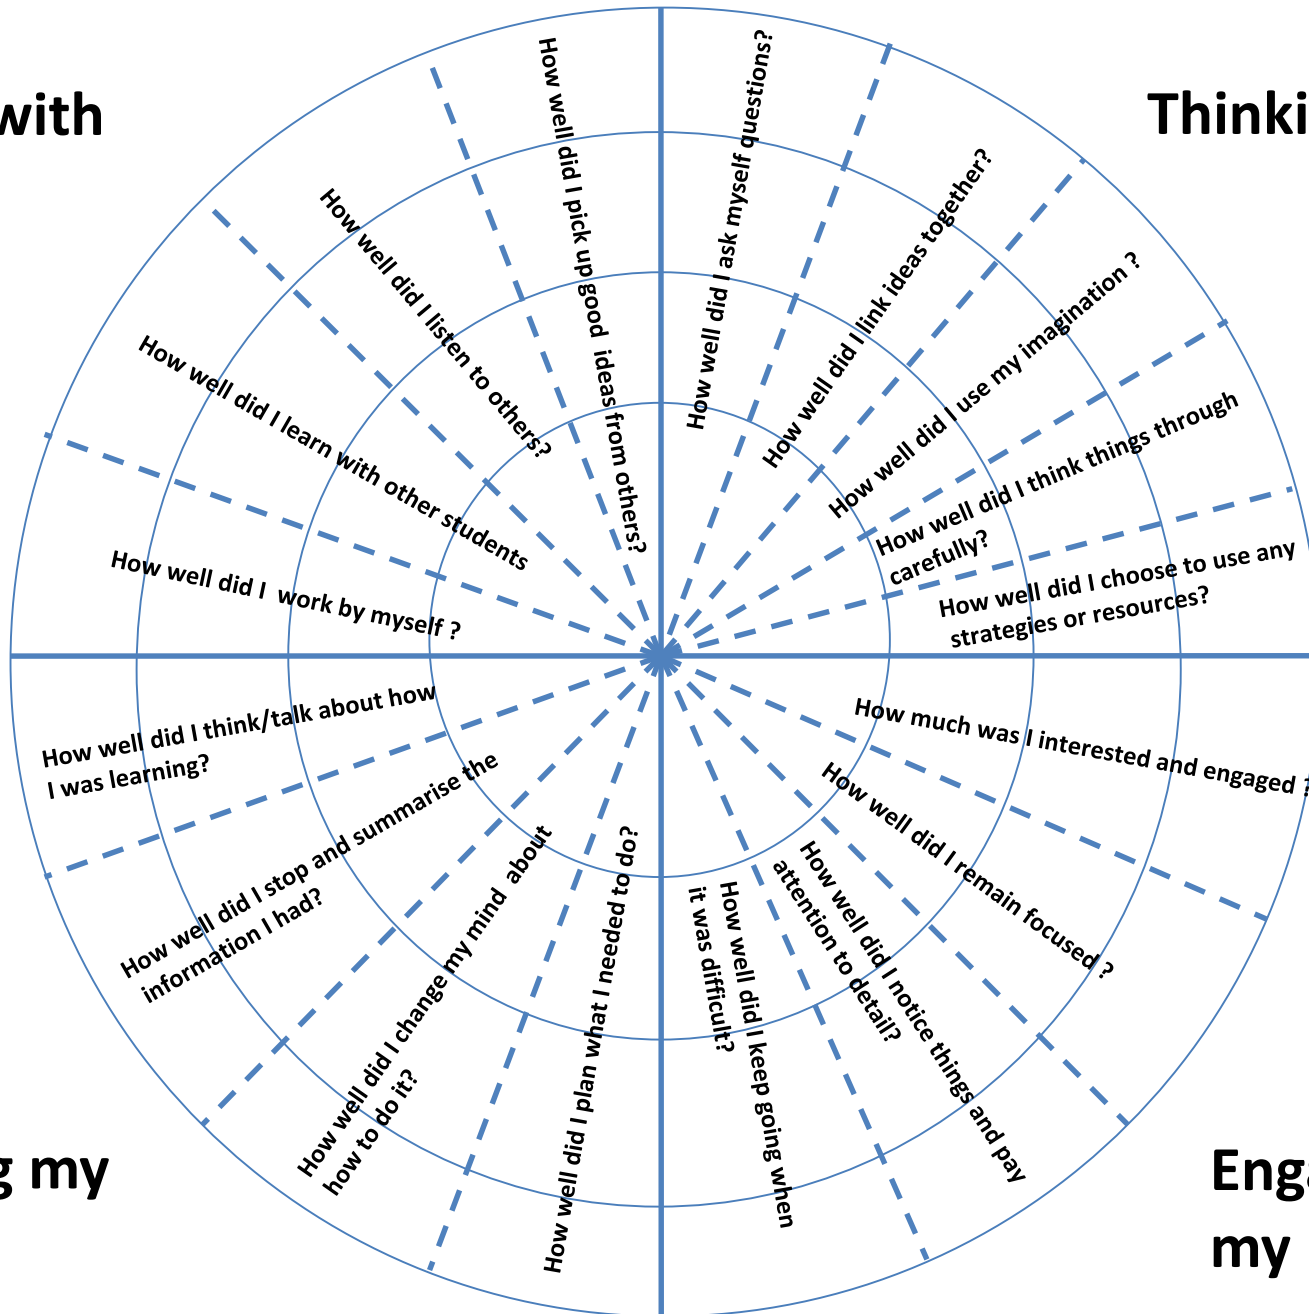 with
Thinki
How well did I pick up good ideas from others?
How well did I ask myself questions?
How well did I listen to others?
How well did I link ideas together?
How well did I learn with other students
How well did I use my imagination ?
How well did I work by myself ?
How well did I think things through
carefully?
How well did I choose to use any
strategies or resources?
How well did I think/talk about how
I was learning?
How much was I interested and engaged ?
How well did I stop and summarise the
information I had?
How well did I remain focused ?
How well did I change my mind about
how to do it?
How well did I notice things and pay
attention to detail?
How well did I plan what I needed to do?
How well did I keep going when
it was difficult?
g my
Enga
my